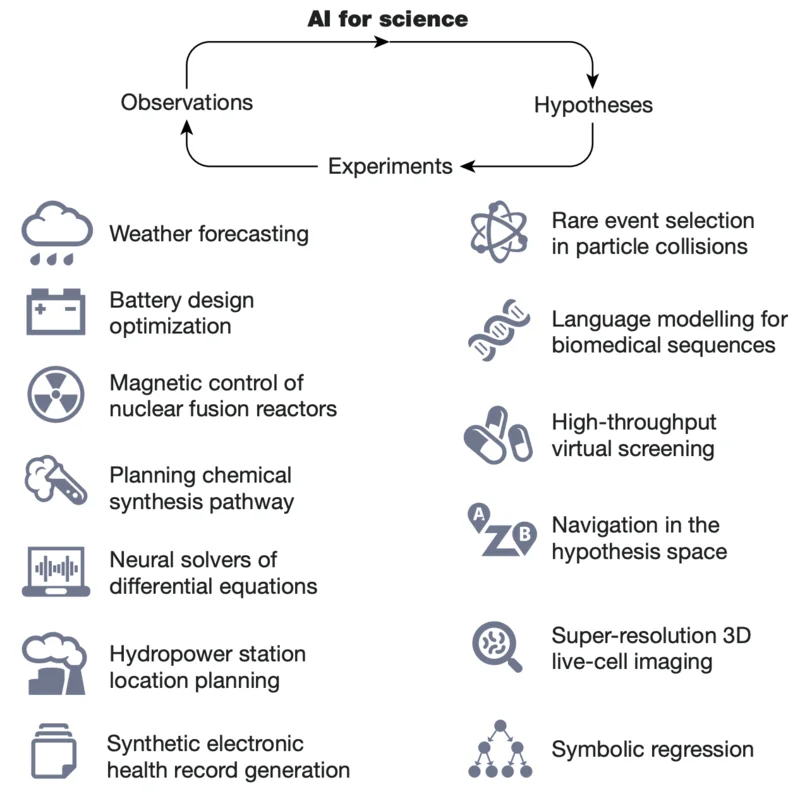 AI for science
Observations
Hypotheses
Experiments
Weather forecasting
Battery design
optimization
Magnetic control of
nuclear fusion reactors
Planning chemical
synthesis pathway
Neural solvers of
differential equations
Hydropower station
location planning
Synthetic electronic
health record generation
Rare event selection
in particle collisions
Language modelling for
biomedical sequences
High-throughput
virtual screening
A
Z
B
Navigation in the
hypothesis space
Super-resolution 3D
live-cell imaging
Symbolic regression